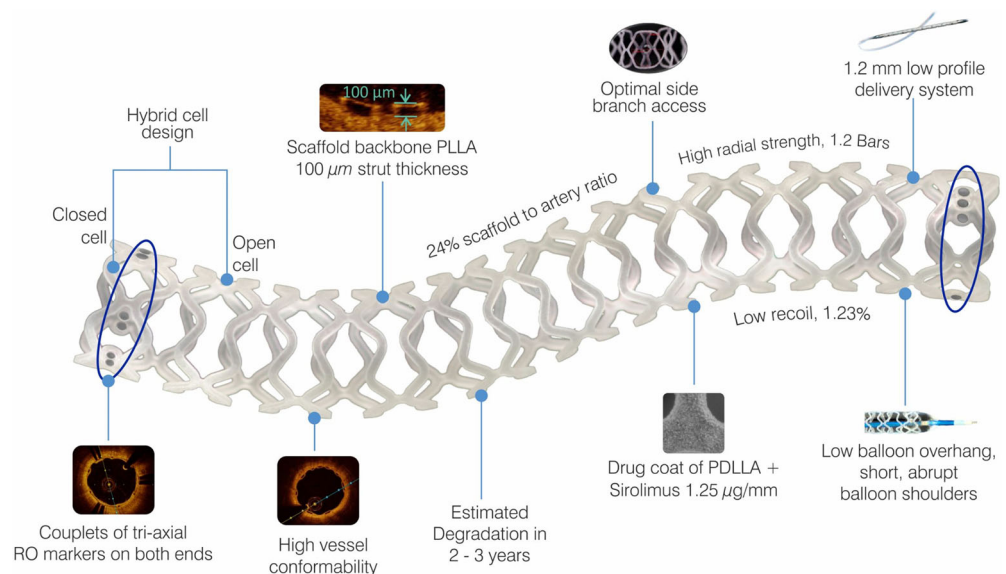 Hybrid cell
design
Closed
cell
Open
cell
100 µm
Scaffold backbone PLLA
100 µm strut thickness
24% scaffold to artery ratio
Optimal side
branch access
High radial strength, 1.2 Bars
1.2 mm low profile
delivery system
Low recoil, 1.23%
Couplets of tri-axial
RO markers on both ends
High vessel
conformability
Estimated
Degradation in
2 - 3 years
Drug coat of PDLLA +
Sirolimus 1.25 µg/mm
Low balloon overhang,
short, abrupt
balloon shoulders